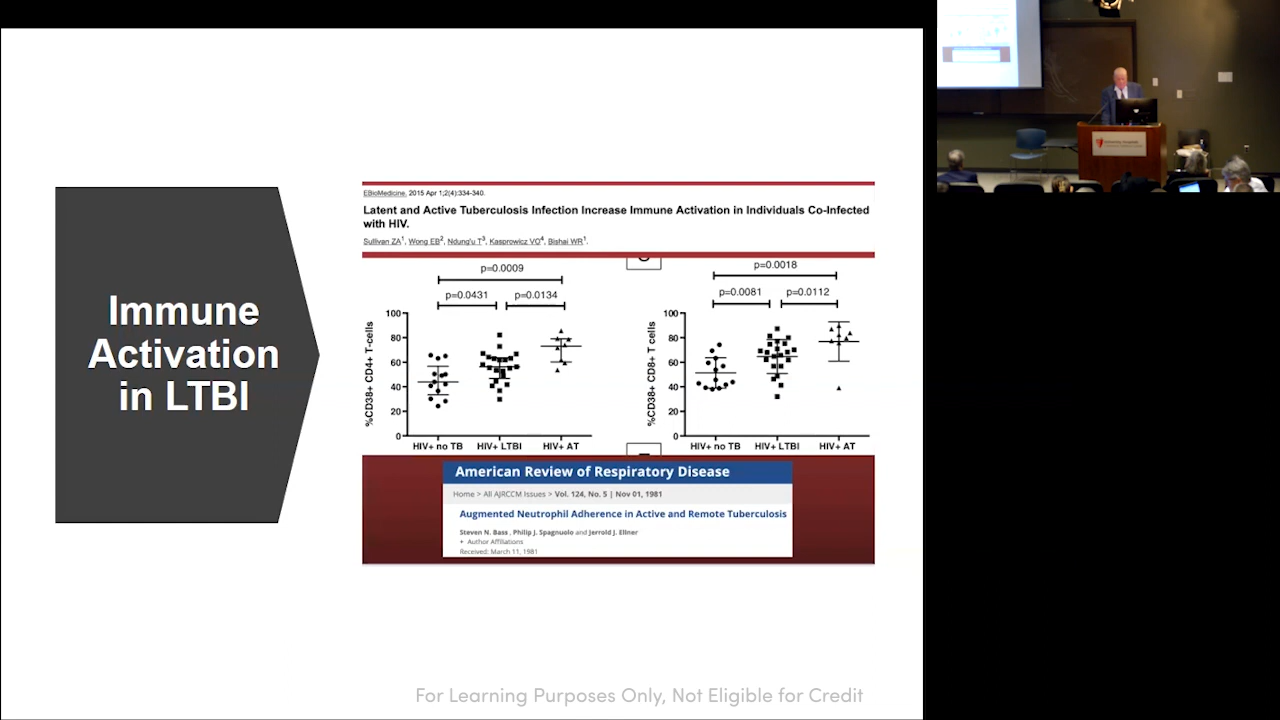 Immune
Activation
in LTBI
EBioMedicine. 2015 Apr 1;2(4):334-340.
Latent and Active Tuberculosis Infection Increase Immune Activation in Individuals Co-Infected
with HIV.
Sullivan ZA1, Wong EB2, Ndung'u T3, Kasprowicz VO4, Bishai WR1.
p=0.0009
p=0.0431 p=0.0134
%CD38+ CD4+ T-cells
100
80
60
40
20
0
HIV+ no TB HIV+ LTBI HIV+ AT
p=0.0018
p=0.0081 p=0.0112
%CD38+ CD8+ T cells
100
80
60
40
20
0
HIV+ no TB HIV+ LTBI HIV+ AT
American Review of Respiratory Disease
Home > All AJRCCM Issues > Vol. 124, No. 5 | Nov 01, 1981
Augmented Neutrophil Adherence in Active and Remote Tuberculosis
Steven N. Bass , Philip J. Spagnuolo and Jerrold J. Ellner
+ Author Affiliations
Received: March 11, 1981
For Learning Purposes Only, Not Eligible for Credit
University Hospitals